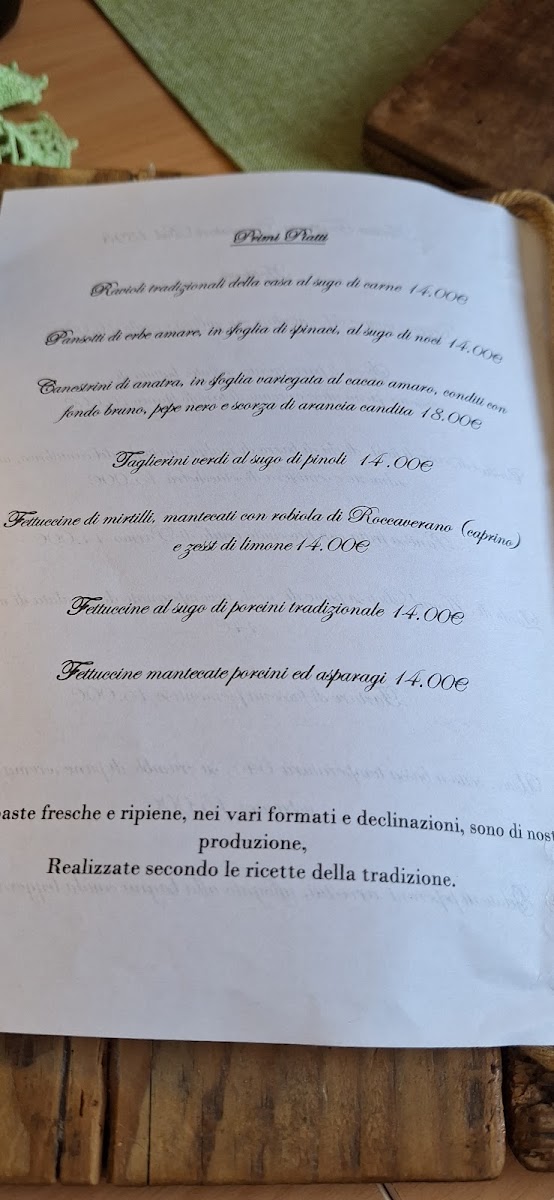 Primi Piatti
Ravioli tradizionali della casa al sugo di carne 14.00€
Pansotti di erbe amare, in sfoglia di spinaci, al sugo di noci 14.00€
Canestrini di anatra, in sfoglia variegata al cacao amaro, conditi con
fondo bruno, pepe nero e scorza di arancia candita 18.00€
Taglierini verdi al sugo di pinoli 14.00€
Fettuccine di mirtilli, mantecati con robiola di Roccaverano (caprino)
e zesst di limone 14.00€
Fettuccine al sugo di porcini tradizionale 14.00€
Fettuccine mantecate porcini ed asparagi 14.00€
paste fresche e ripiene, nei vari formati e declinazioni, sono di nost
produzione,
Realizzate secondo le ricette della tradizione.